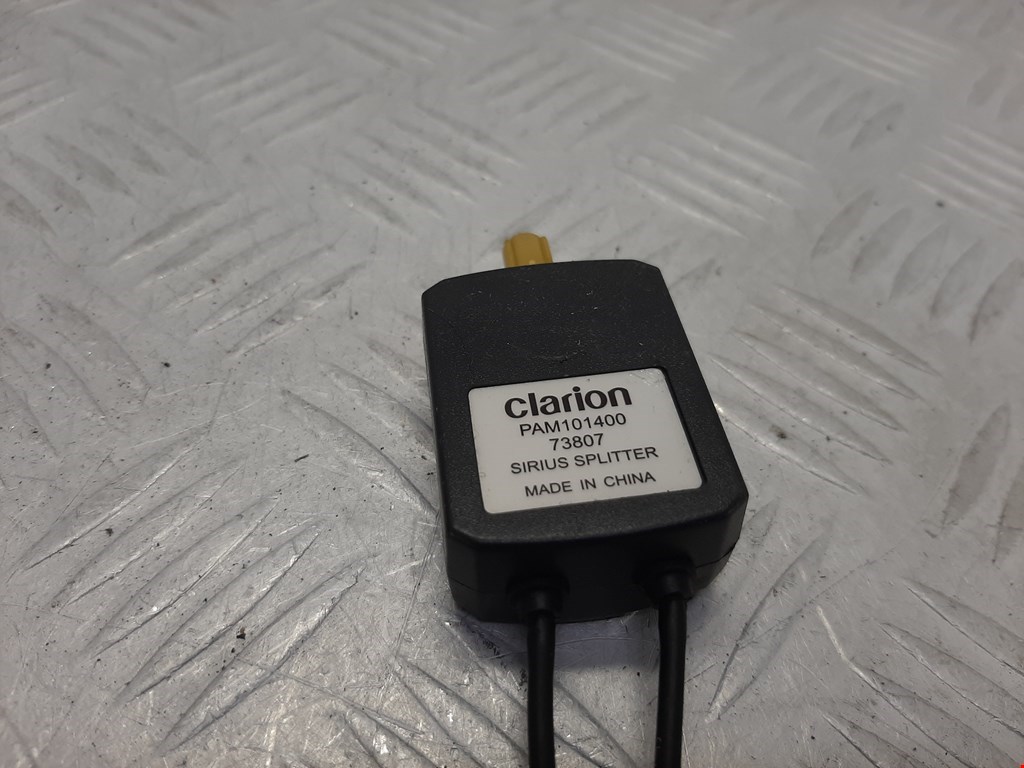 clarion
PAM101400
73807
SIRIUS SPLITTER
MADE IN CHINA